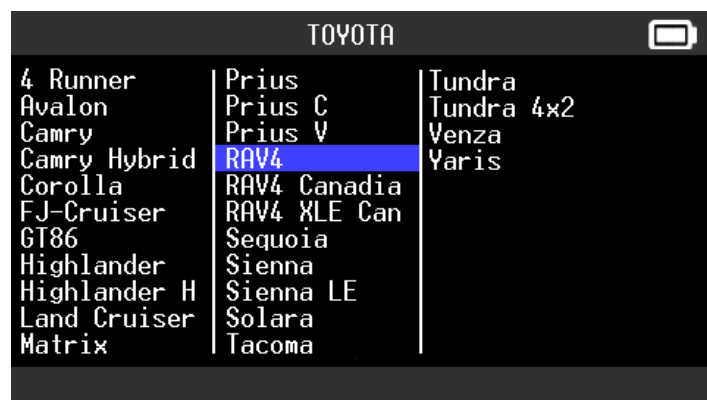 TOYOTA
4 Runner
Avalon
Camry
Camry Hybrid
Corolla
FJ-Cruiser
GT86
Highlander
Highlander H
Land Cruiser
Matrix
Prius
Prius C
Prius V
RAV4
RAV4 Canadia
RAV4 XLE Can
Sequoia
Sienna
Sienna LE
Solara
Tacoma
Tundra
Tundra 4x2
Venza
Yaris